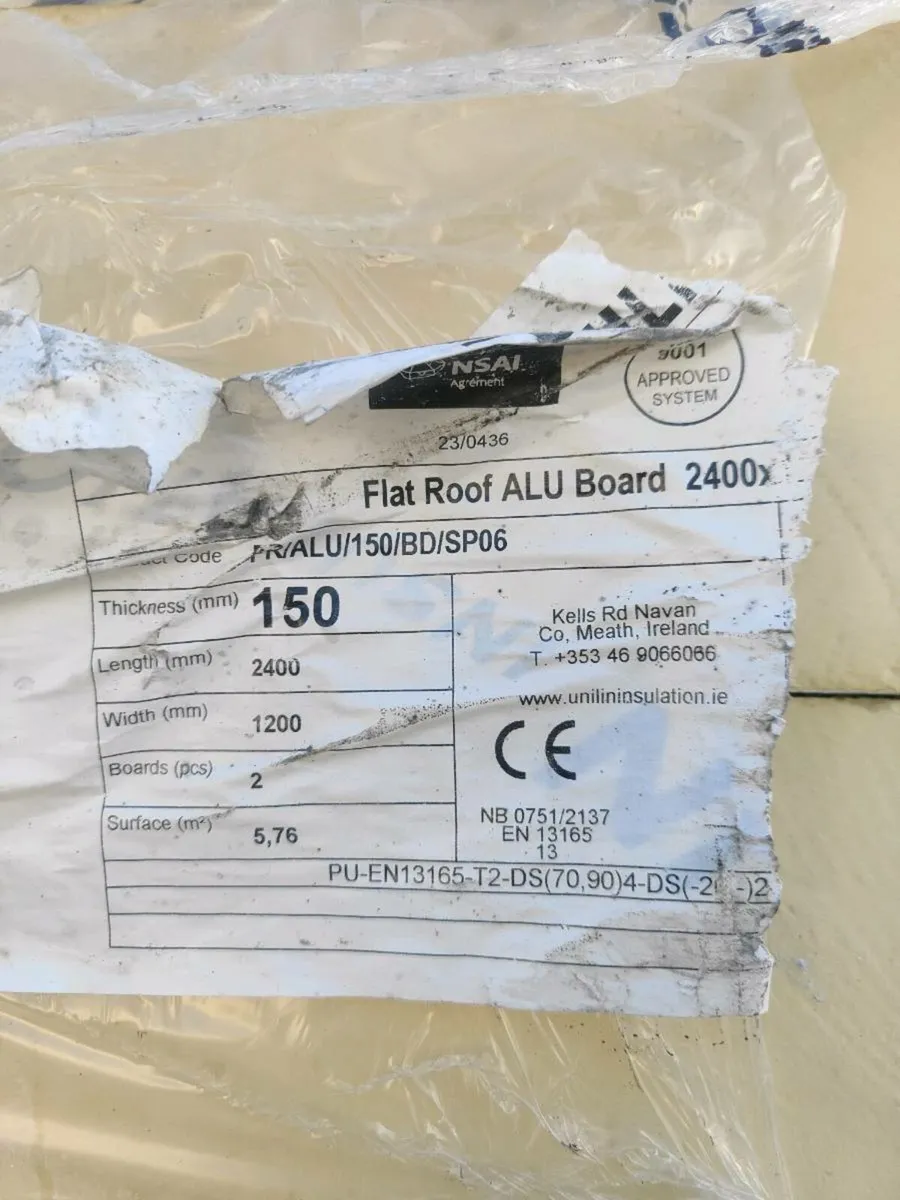 NSAI
Agrément
9001
APPROVED
SYSTEM
23/0436
Flat Roof ALU Board 2400x
Code FR/ALU/150/BD/SP06
Thickness (mm) 150
Length (mm) 2400
Width (mm) 1200
Boards (pcs) 2
Surface (m²) 5,76
Kells Rd Navan
Co, Meath, Ireland
T. +353 46 9066066
www.unilininsulation.ie
CE
NB 0751/2137
EN 13165
13
PU-EN13165-T2-DS(70,90)4-DS(-2 -)2